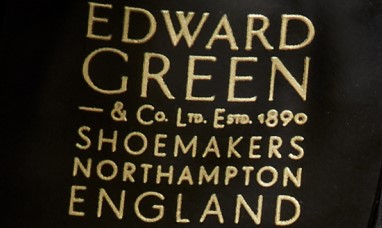 EDWARD
GREEN
— & Co. LTD. ESTD. 1890
SHOEMAKERS
NORTHAMPTON
ENGLAND